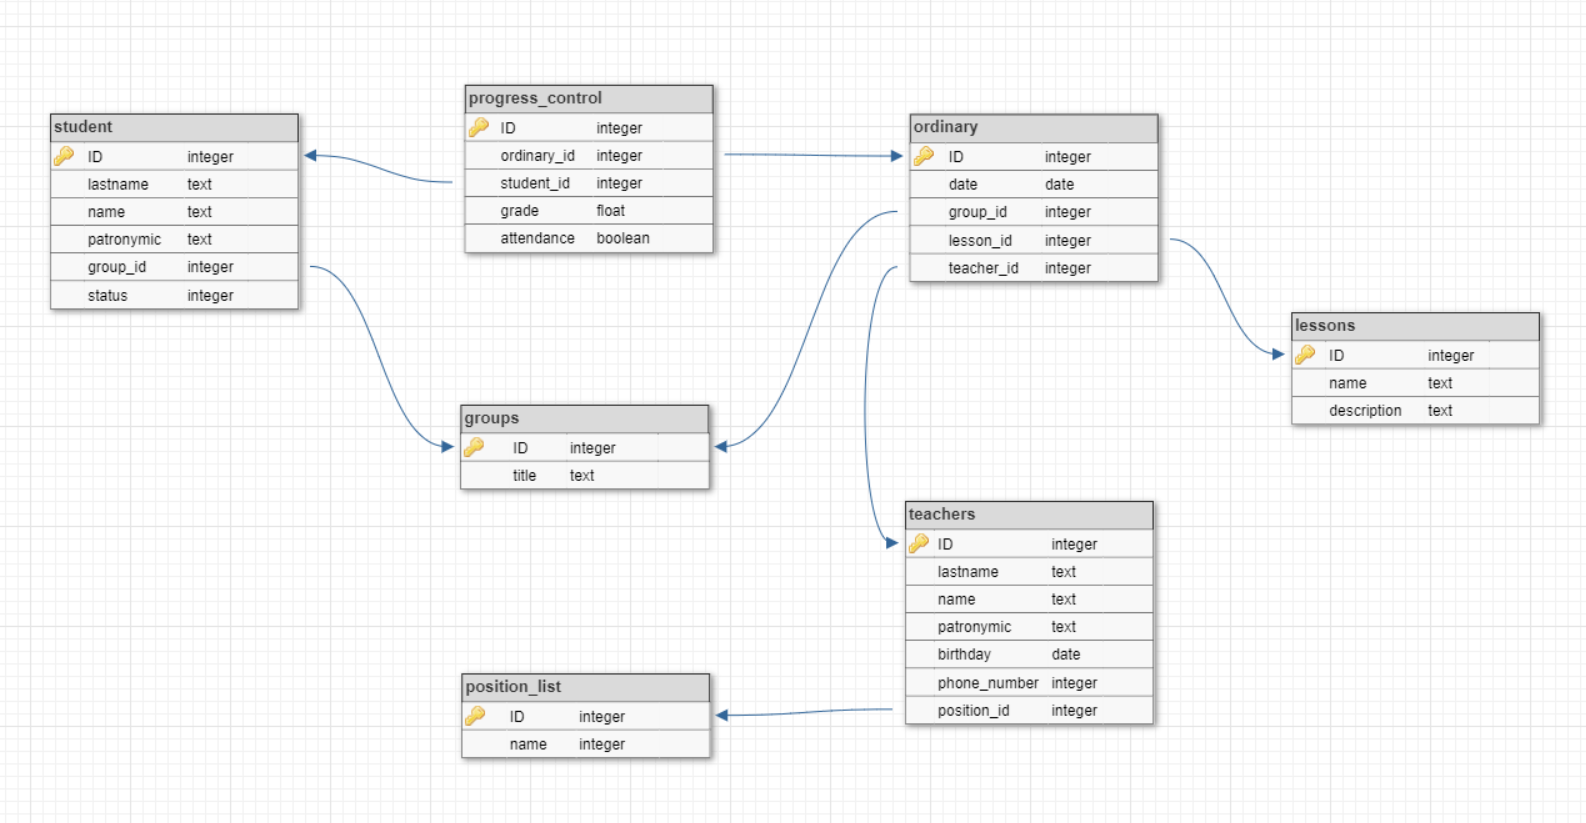 student
ID integer
lastname text
name text
patronymic text
group_id integer
status integer
progress_control
ID integer
ordinary_id integer
student_id integer
grade float
attendance boolean
ordinary
ID integer
date date
group_id integer
lesson_id integer
teacher_id integer
lessons
ID integer
name text
description text
groups
ID integer
title text
teachers
ID integer
lastname text
name text
patronymic text
birthday date
phone_number integer
position_id integer
position_list
ID integer
name integer